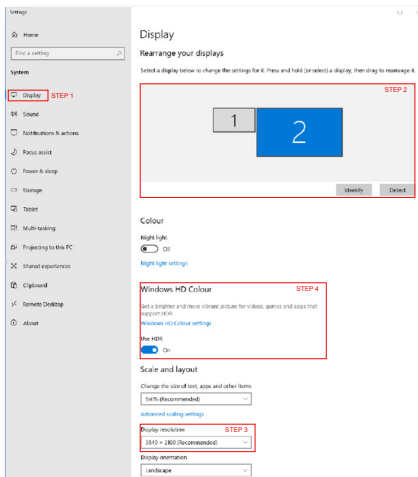 Settings
Home
Find a setting
System
Display STEP 1
Sound
Notifications & actions
Focus assist
Power & sleep
Storage
Tablet
Multi-tasking
Projecting to this PC
Shared experiences
Clipboard
Remote Desktop
About
Display
Rearrange your displays
Select a display below to change the settings for it. Press and hold (or select) a display, then drag to rearrange it.
STEP 2
1
2
Identify Detect
Colour
Night light
Off
Night light settings
Windows HD Colour STEP 4
Get a brighter and more vibrant picture for videos, games and apps that
support HDR.
Windows HD Colour settings
Use HDR
On
Scale and layout
Change the size of text, apps and other items
(Recommended)
Advanced scaling settings
Display resolution STEP 3
3840 × 2160 (Recommended)
Display orientation
Landscape